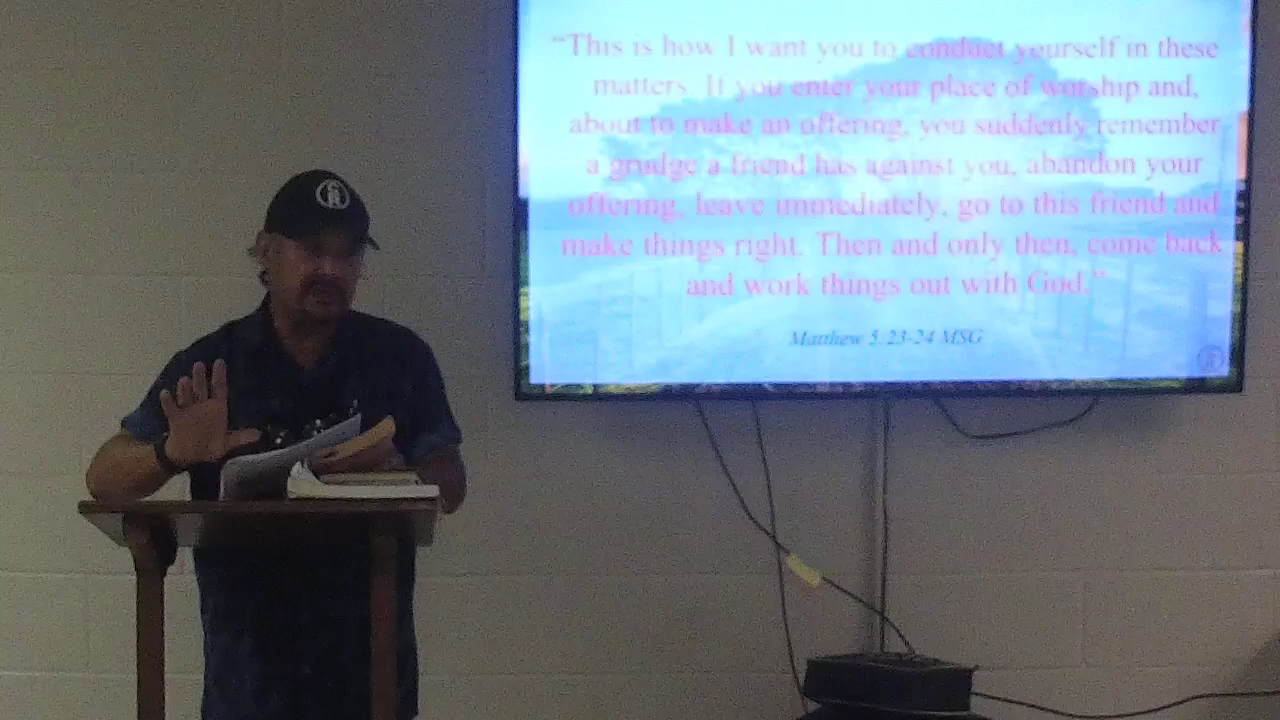 “This is how I want you to conduct yourself in these
matters. If you enter your place of worship and,
about to make an offering, you suddenly remember
a grudge a friend has against you, abandon your
offering, leave immediately, go to this friend and
make things right. Then and only then, come back
and work things out with God.”
Matthew 5.23-24 MSG